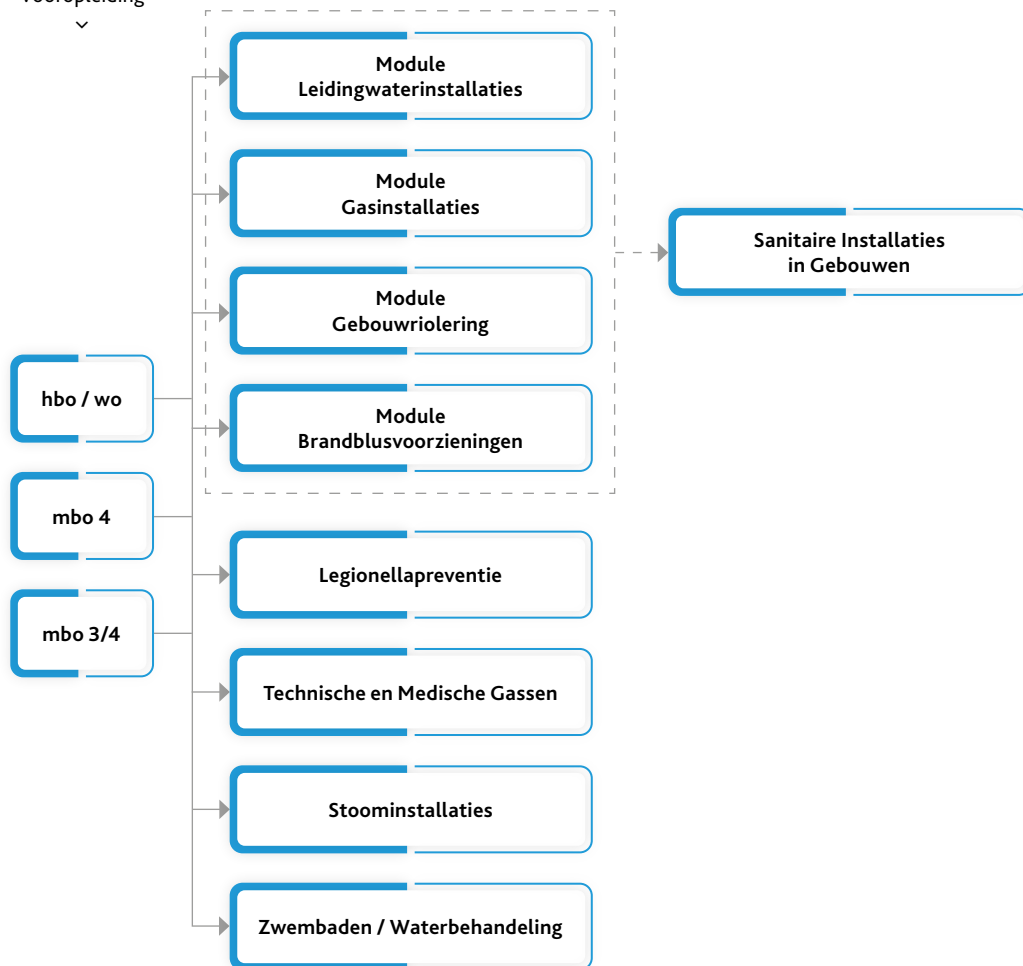 vooropleiding
Module
Leidingwaterinstallaties
Module
Gasinstallaties
Sanitaire Installaties
in Gebouwen
Module
Gebouwriolering
hbo / wo
Module
Brandblusvoorzieningen
mbo 4
Legionellapreventie
mbo 3/4
Technische en Medische Gassen
Stoominstallaties
Zwembaden / Waterbehandeling